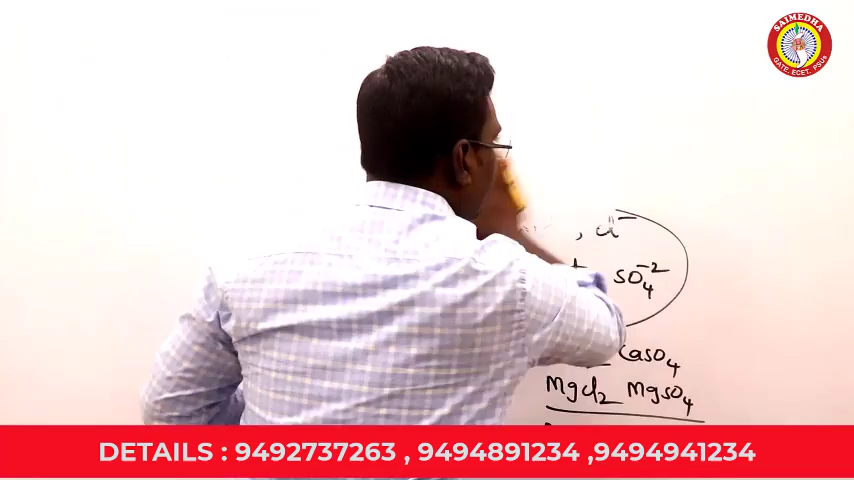 SAIMEDHA
GATE, ECET, PSUs
, cl⁻
SO₄⁻²
CaSO₄
MgCl₂ MgSO₄
DETAILS : 9492737263 , 9494891234 ,9494941234